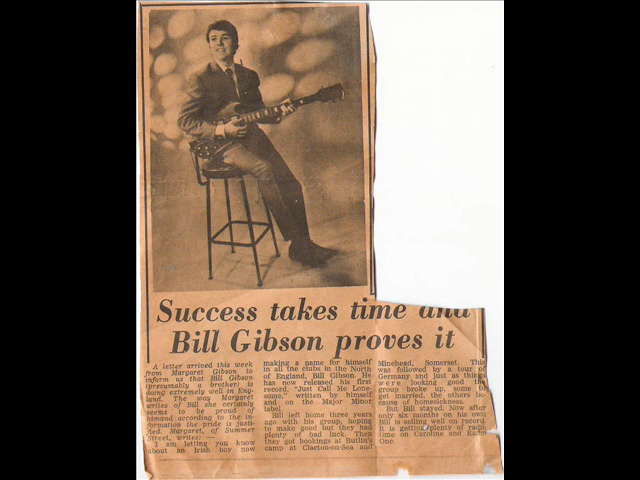 Success takes time and
Bill Gibson proves it
A letter arrived this week
from Margaret Gibson to
inform us that Bill Gibson
(presumably a brother) is
doing extremely well in Eng-
land. The way Margaret
writes of Bill she certainly
seems to be proud of
himand according to the in-
formation the pride is justi-
fied. Margaret, of Summer
Street, writes: —
I am letting you know
about an Irish boy now
making a name for himself
in all the clubs in the North
of England, Bill Gibson. He
has now released his first
record, "Just Call Me Lone-
some," written by himself
and on the Major Minor
label.
Bill left home three years
ago with his group, hoping
to make good but they had
plenty of bad luck. Then
they got bookings at Butlin's
camp at Clacton-on-Sea and
Minehead, Somerset. This
was followed by a tour of
Germany and just as things
were looking good the
group broke up, some to
get married, the others be-
cause of homesickness.
But Bill stayed. Now after
only six months on his own
Bill is selling well on record.
It is getting plenty of radio
time on Caroline and Radio
One.